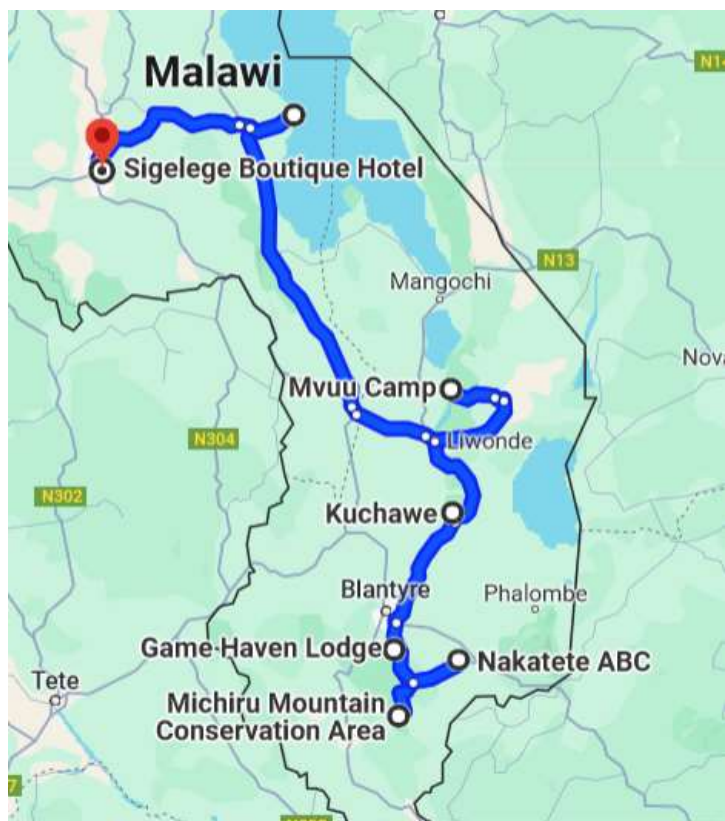 Malawi
N14
Sigelege Boutique Hotel
N13
Mangochi
Nova
Mvuu Camp
N304
Liwonde
N302
Kuchawe
Blantyre
Phalombe
Game Haven Lodge
Nakatete ABC
Tete
Michiru Mountain
Conservation Area
7